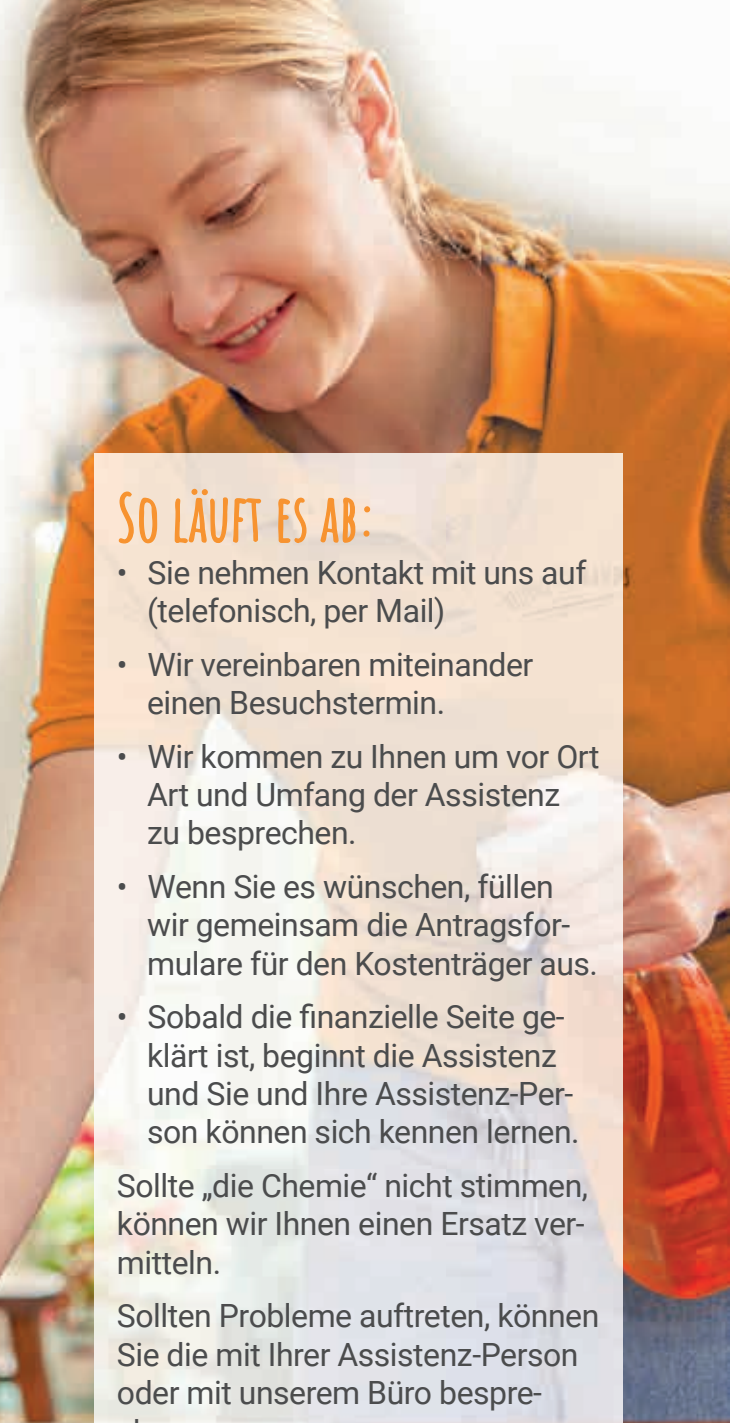 So läuft es ab:
• Sie nehmen Kontakt mit uns auf
(telefonisch, per Mail)
• Wir vereinbaren miteinander
einen Besuchstermin.
• Wir kommen zu Ihnen um vor Ort
Art und Umfang der Assistenz
zu besprechen.
• Wenn Sie es wünschen, füllen
wir gemeinsam die Antragsfor-
mulare für den Kostenträger aus.
• Sobald die finanzielle Seite ge-
klärt ist, beginnt die Assistenz
und Sie und Ihre Assistenz-Per-
son können sich kennen lernen.
Sollte „die Chemie“ nicht stimmen,
können wir Ihnen einen Ersatz ver-
mitteln.
Sollten Probleme auftreten, können
Sie die mit Ihrer Assistenz-Person
oder mit unserem Büro bespre-